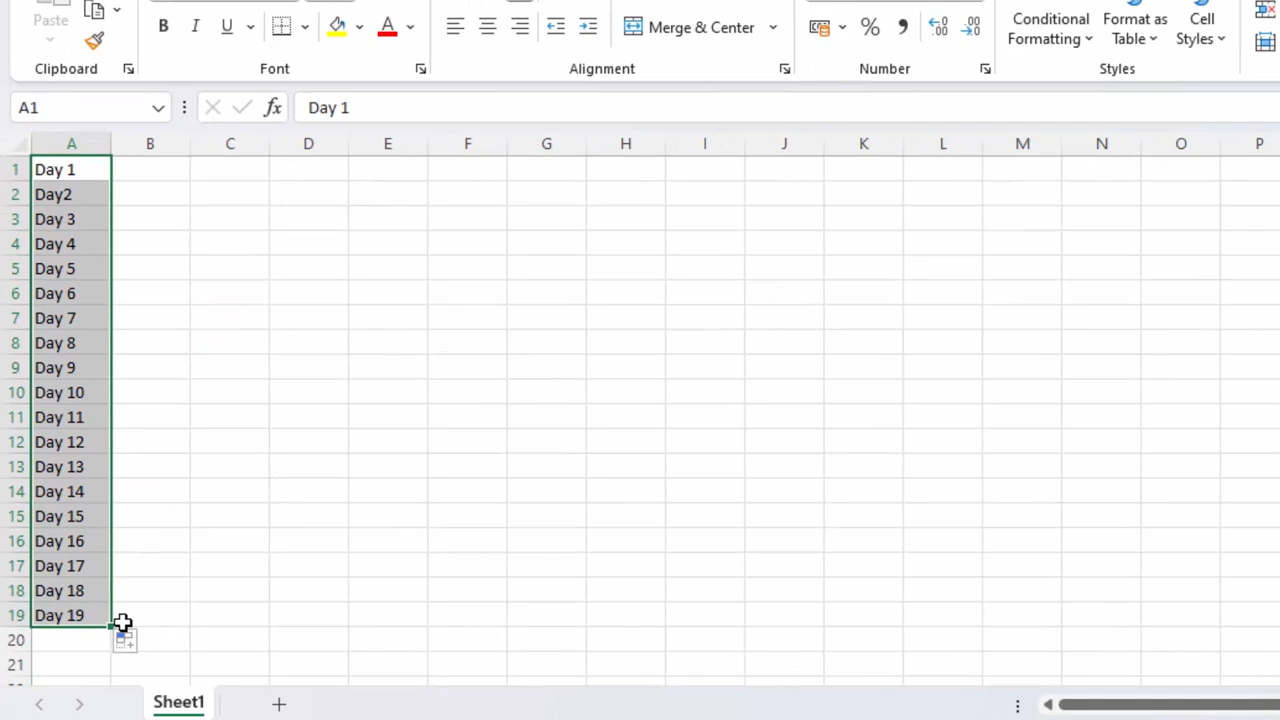 Paste
B I U A Merge & Center % , Conditional Formatting Format as Table Cell Styles
Clipboard Font Alignment Number Styles
A1 fx Day 1
A B C D E F G H I J K L M N O P
1 Day 1
2 Day2
3 Day 3
4 Day 4
5 Day 5
6 Day 6
7 Day 7
8 Day 8
9 Day 9
10 Day 10
11 Day 11
12 Day 12
13 Day 13
14 Day 14
15 Day 15
16 Day 16
17 Day 17
18 Day 18
19 Day 19
20
21
Sheet1